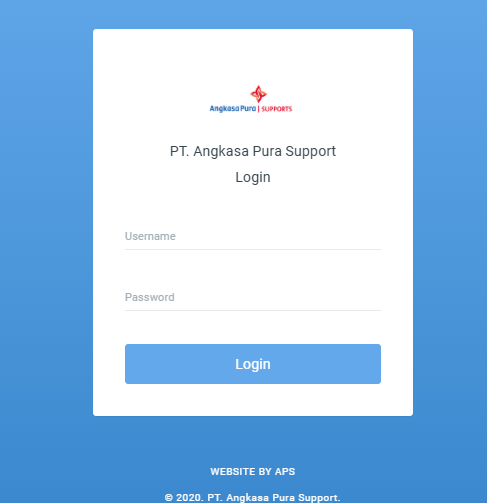 Angkasa Pura | SUPPORTS
PT. Angkasa Pura Support
Login
Username
Password
Login
WEBSITE BY APS
© 2020. PT. Angkasa Pura Support.